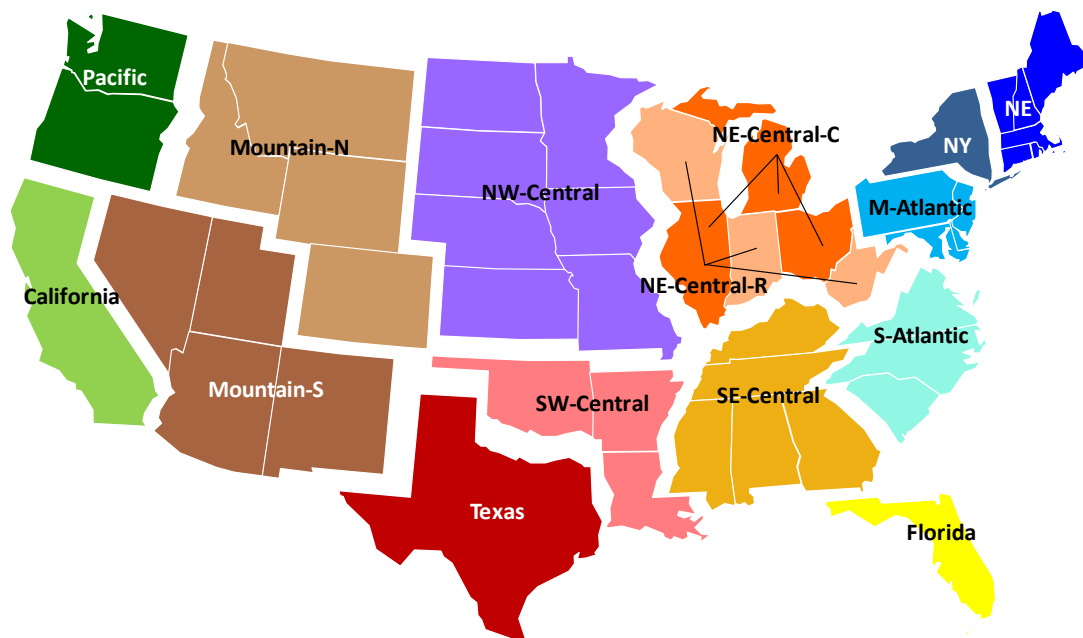 Pacific
NE
NE-Central-C
Mountain-N
NY
NW-Central
M-Atlantic
NE-Central-R
California
S-Atlantic
Mountain-S
SE-Central
SW-Central
Texas
Florida